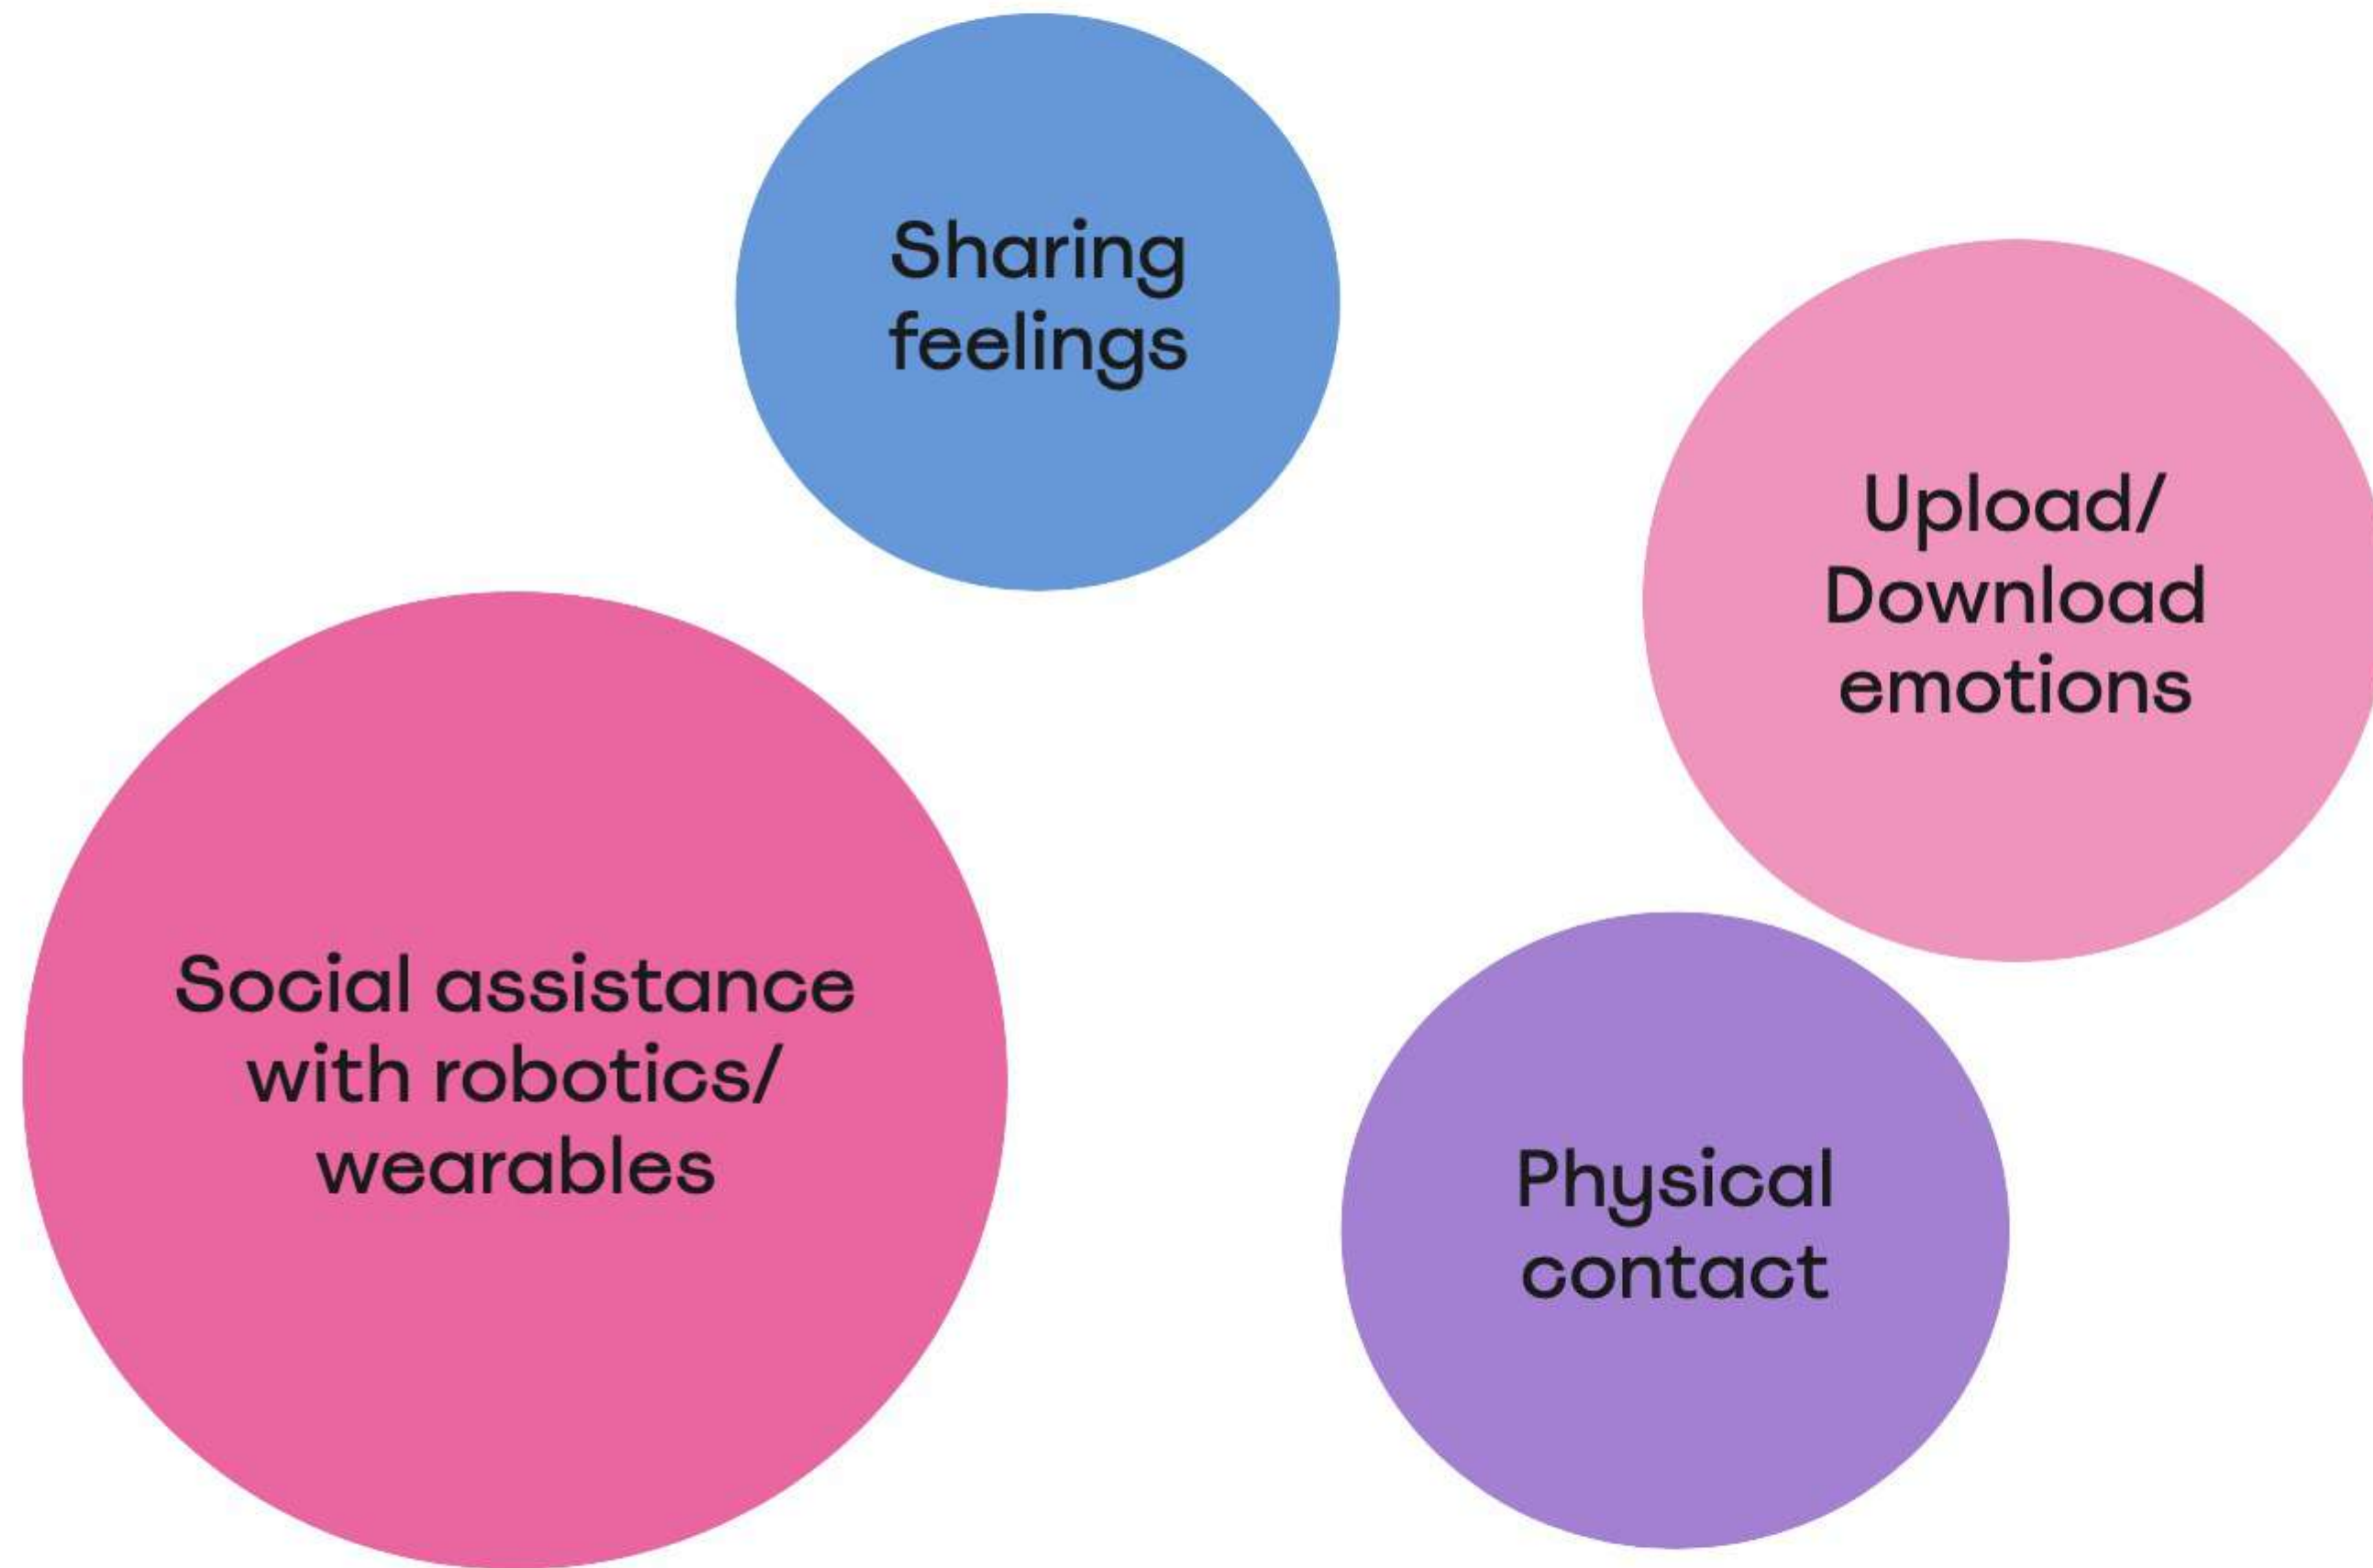 Sharing
feelings
Upload/
Download
emotions
Social assistance
with robotics/
wearables
Physical
contact